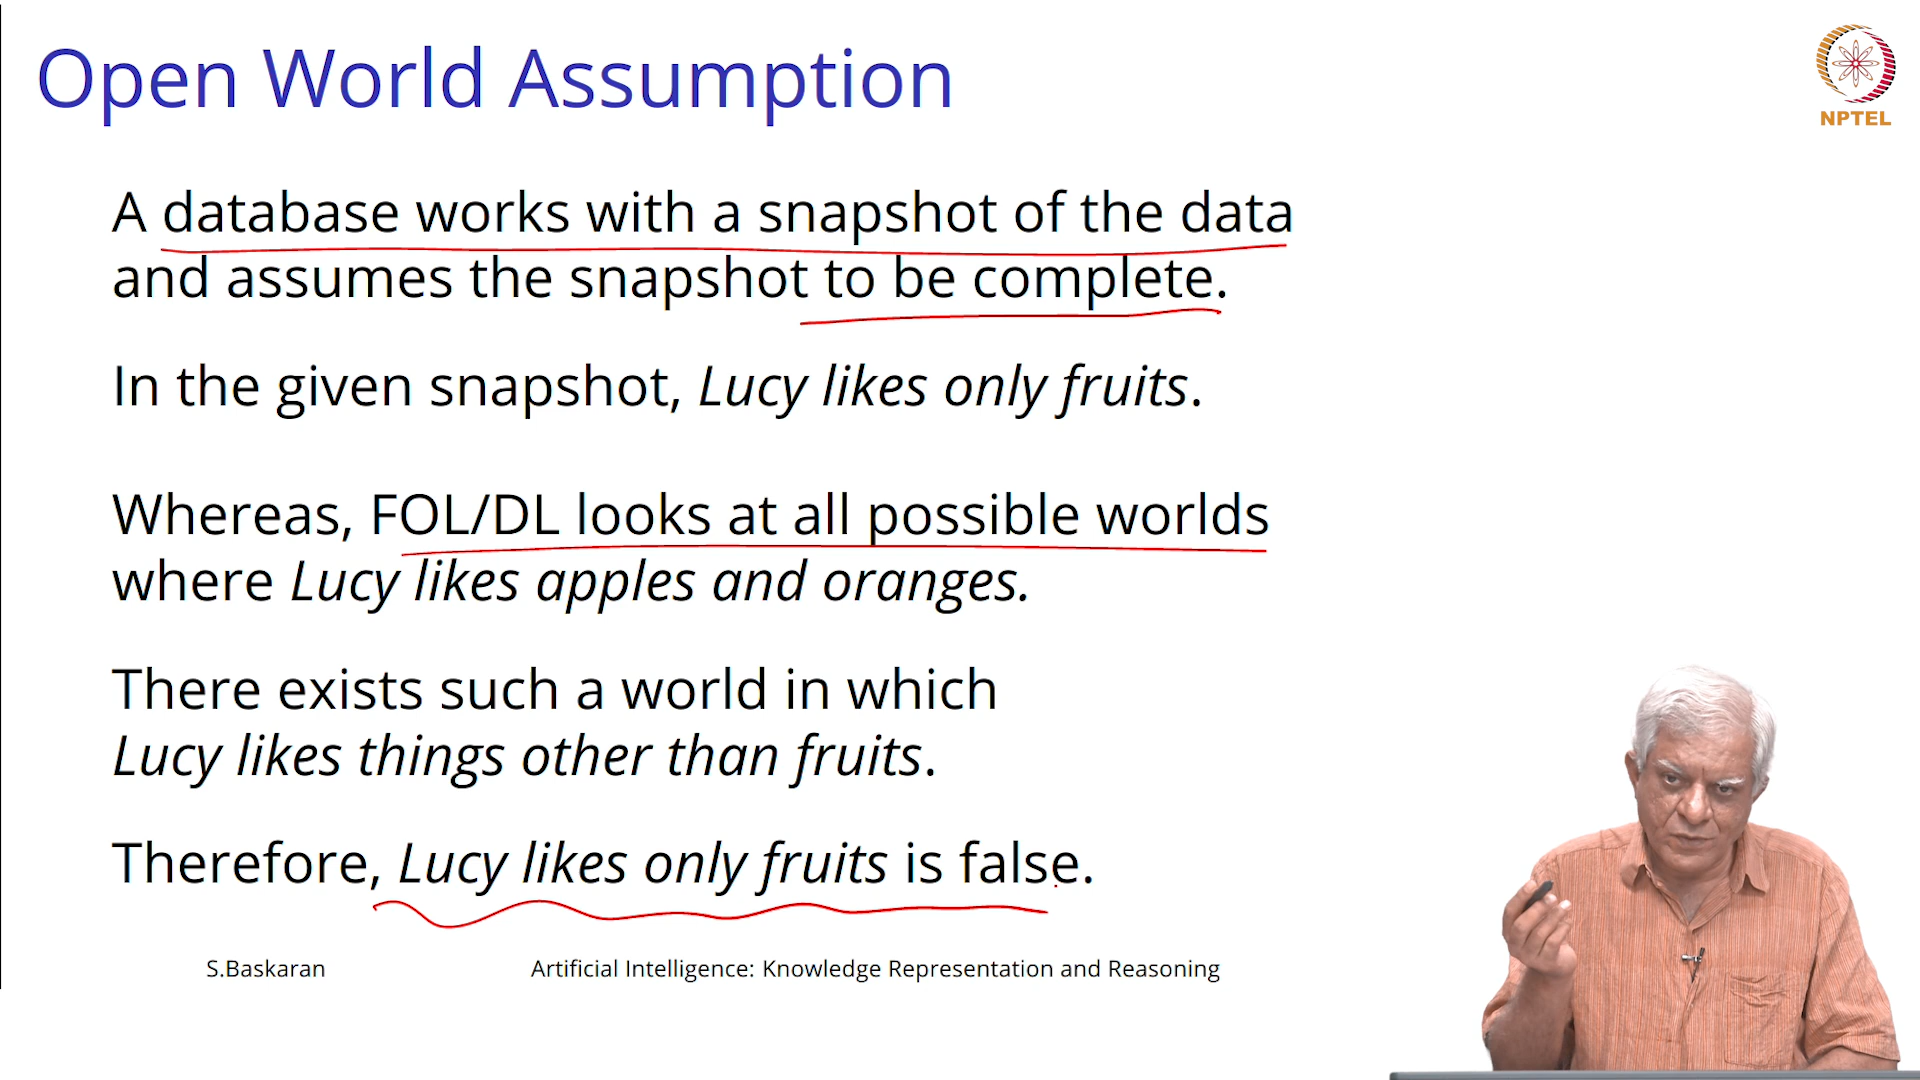 Open World Assumption
NPTEL
A database works with a snapshot of the data
and assumes the snapshot to be complete.
In the given snapshot, Lucy likes only fruits.
Whereas, FOL/DL looks at all possible worlds
where Lucy likes apples and oranges.
There exists such a world in which
Lucy likes things other than fruits.
Therefore, Lucy likes only fruits is false.
S.Baskaran
Artificial Intelligence: Knowledge Representation and Reasoning